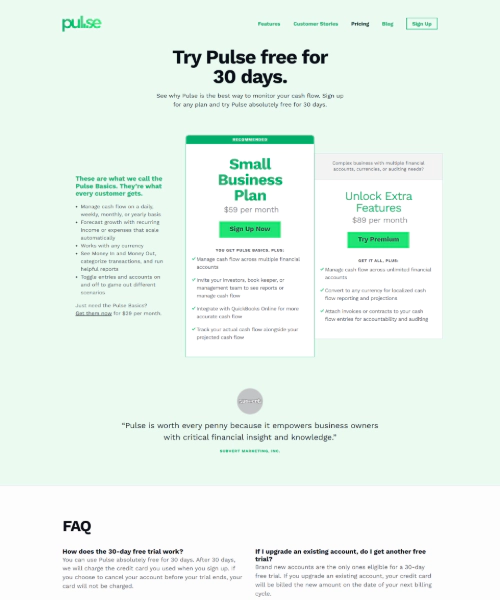 pulse
Features
Customer Stories
Pricing
Blog
Sign Up
Try Pulse free for
30 days.
See why Pulse is the best way to monitor your cash flow. Sign up
for any plan and try Pulse absolutely free for 30 days.
These are what we call the
Pulse Basics. They're what
every customer gets.
• Manage cash flow on a daily,
weekly, monthly, or yearly basis
• Forecast growth with recurring
income or expenses that scale
automatically
• Works with any currency
• See Money In and Money Out,
categorize transactions, and run
helpful reports
• Toggle entries and accounts on
and off to game out different
scenarios
Just need the Pulse Basics?
Get them now for $29 per month.
RECOMMENDED
Small
Business
Plan
$59 per month
Sign Up Now
YOU GET PULSE BASICS, PLUS:
Manage cash flow across multiple financial
accounts
Invite your investors, book keeper, or
management team to see reports or
manage cash flow
Integrate with QuickBooks Online for more
accurate cash flow
Track your actual cash flow alongside your
projected cash flow
Complex business with multiple financial
accounts, currencies, or auditing needs?
Unlock Extra
Features
$89 per month
Try Premium
GET IT ALL, PLUS:
Manage cash flow across unlimited financial
accounts
Convert to any currency for localized cash
flow reporting and projections
Attach invoices or contracts to your cash
flow entries for accountability and auditing
"Pulse is worth every penny because it empowers business owners
with critical financial insight and knowledge."
SUBVERT MARKETING, INC.
FAQ
How does the 30-day free trial work?
You can use Pulse absolutely free for 30 days. After 30 days,
we will charge the credit card you used when you sign up. If
you choose to cancel your account before your trial ends, your
card will not be charged.
If I upgrade an existing account, do I get another free
trial?
Brand new accounts are the only ones eligible for a 30-day
free trial. If you upgrade an existing account, your credit card
will be billed the new amount on the date of your next billing
cycle.